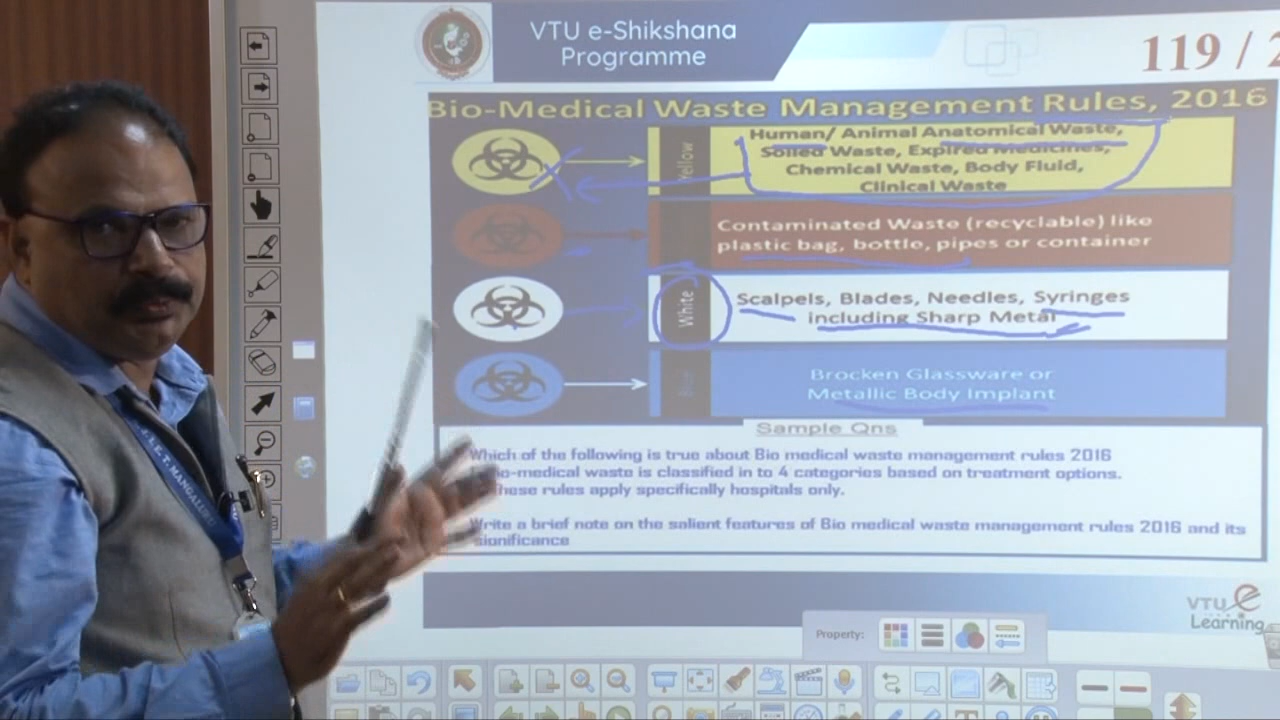 VTU e-Shikshana
Programme
119 / 2
Bio-Medical Waste Management Rules, 2016
Yellow
Human/ Animal Anatomical Waste,
Soiled Waste, Expired Medicines,
Chemical Waste, Body Fluid,
Clinical Waste
Contaminated Waste (recyclable) like
plastic bag, bottle, pipes or container
White
Scalpels, Blades, Needles, Syringes
including Sharp Metal
Blue
Brocken Glassware or
Metallic Body Implant
Sample Qns
Which of the following is true about Bio medical waste management rules 2016
medical waste is classified in to 4 categories based on treatment options.
these rules apply specifically hospitals only.
Write a brief note on the salient features of Bio medical waste management rules 2016 and its
significance
VTU e
Learning
Property:
MANGALURU